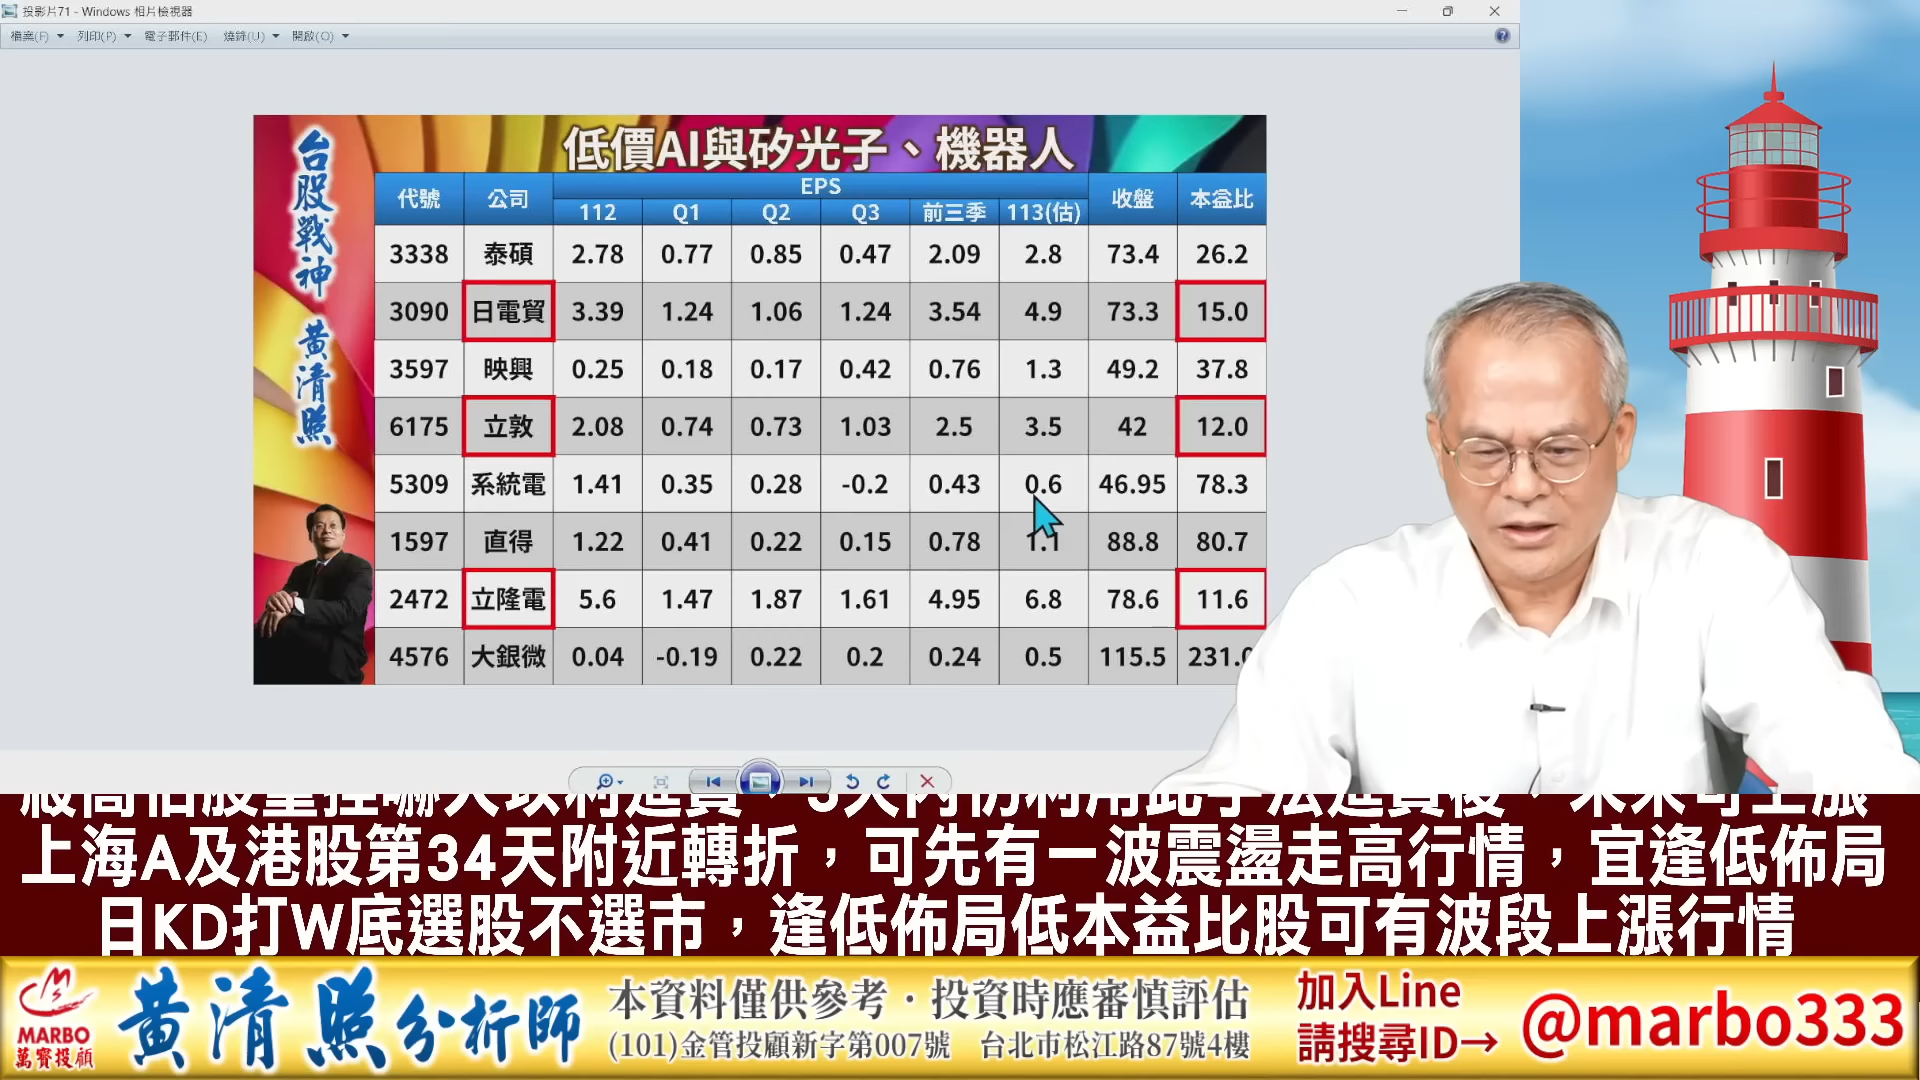 投影片71 - Windows 相片檢視器
檔案(F) 列印(P) 電子郵件(E) 燒錄(U) 開啟(O)
台股戰神 黃清照
低價AI與矽光子、機器人
代號 公司 EPS 收盤 本益比
112 Q1 Q2 Q3 前三季 113(估)
3338 泰碩 2.78 0.77 0.85 0.47 2.09 2.8 73.4 26.2
3090 日電貿 3.39 1.24 1.06 1.24 3.54 4.9 73.3 15.0
3597 映興 0.25 0.18 0.17 0.42 0.76 1.3 49.2 37.8
6175 立敦 2.08 0.74 0.73 1.03 2.5 3.5 42 12.0
5309 系統電 1.41 0.35 0.28 -0.2 0.43 0.6 46.95 78.3
1597 直得 1.22 0.41 0.22 0.15 0.78 1.1 88.8 80.7
2472 立隆電 5.6 1.47 1.87 1.61 4.95 6.8 78.6 11.6
4576 大銀微 0.04 -0.19 0.22 0.2 0.24 0.5 115.5 231.0
上海A及港股第34天附近轉折，可先有一波震盪走高行情，宜逢低佈局
日KD打W底選股不選市，逢低佈局低本益比股可有波段上漲行情
MARBO
萬寶投顧
黃清照分析師
本資料僅供參考．投資時應審慎評估
(101)金管投顧新字第007號 台北市松江路87號4樓
加入Line
請搜尋ID→
@marbo333